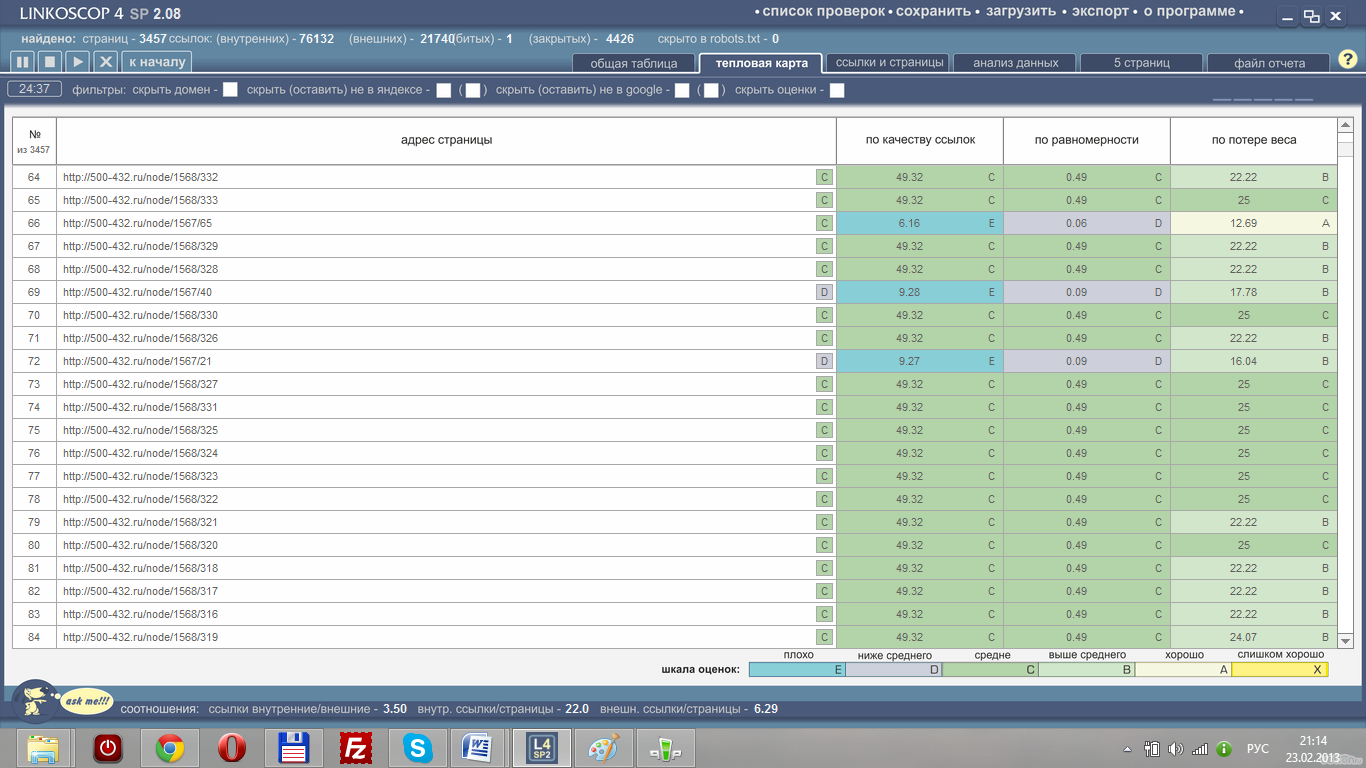 LINKOSCOP 4 SP 2.08
• список проверок • сохранить • загрузить • экспорт • о программе •
найдено: страниц - 3457 ссылок: (внутренних) - 76132 (внешних) - 21740 (битых) - 1 (закрытых) - 4426 скрыто в robots.txt - 0
к началу
общая таблица тепловая карта ссылки и страницы анализ данных 5 страниц файл отчета ?
24:37 фильтры: скрыть домен - скрыть (оставить) не в яндексе - ( ) скрыть (оставить) не в google - ( ) скрыть оценки -
№ из 3457 адрес страницы по качеству ссылок по равномерности по потере веса
64 http://500-432.ru/node/1568/332 C 49.32 C 0.49 C 22.22 B
65 http://500-432.ru/node/1568/333 C 49.32 C 0.49 C 25 C
66 http://500-432.ru/node/1567/65 C 6.16 E 0.06 D 12.69 A
67 http://500-432.ru/node/1568/329 C 49.32 C 0.49 C 22.22 B
68 http://500-432.ru/node/1568/328 C 49.32 C 0.49 C 22.22 B
69 http://500-432.ru/node/1567/40 D 9.28 E 0.09 D 17.78 B
70 http://500-432.ru/node/1568/330 C 49.32 C 0.49 C 25 C
71 http://500-432.ru/node/1568/326 C 49.32 C 0.49 C 22.22 B
72 http://500-432.ru/node/1567/21 D 9.27 E 0.09 D 16.04 B
73 http://500-432.ru/node/1568/327 C 49.32 C 0.49 C 25 C
74 http://500-432.ru/node/1568/331 C 49.32 C 0.49 C 25 C
75 http://500-432.ru/node/1568/325 C 49.32 C 0.49 C 25 C
76 http://500-432.ru/node/1568/324 C 49.32 C 0.49 C 25 C
77 http://500-432.ru/node/1568/323 C 49.32 C 0.49 C 25 C
78 http://500-432.ru/node/1568/322 C 49.32 C 0.49 C 25 C
79 http://500-432.ru/node/1568/321 C 49.32 C 0.49 C 22.22 B
80 http://500-432.ru/node/1568/320 C 49.32 C 0.49 C 25 C
81 http://500-432.ru/node/1568/318 C 49.32 C 0.49 C 22.22 B
82 http://500-432.ru/node/1568/317 C 49.32 C 0.49 C 22.22 B
83 http://500-432.ru/node/1568/316 C 49.32 C 0.49 C 22.22 B
84 http://500-432.ru/node/1568/319 C 49.32 C 0.49 C 24.07 B
плохо ниже среднего средне выше среднего хорошо слишком хорошо
шкала оценок: E D C B A X
ask me!!!
соотношения: ссылки внутренние/внешние - 3.50 внутр. ссылки/страницы - 22.0 внешн. ссылки/страницы - 6.29
L4 SP2
РУС
21:14
23.02.2013